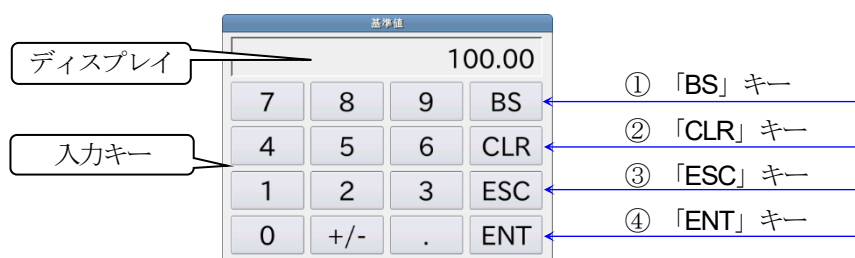 基準値
ディスプレイ
100.00
7 8 9 BS
① 「BS」キー
4 5 6 CLR
② 「CLR」キー
入力キー
1 2 3 ESC
③ 「ESC」キー
0 +/- . ENT
④ 「ENT」キー